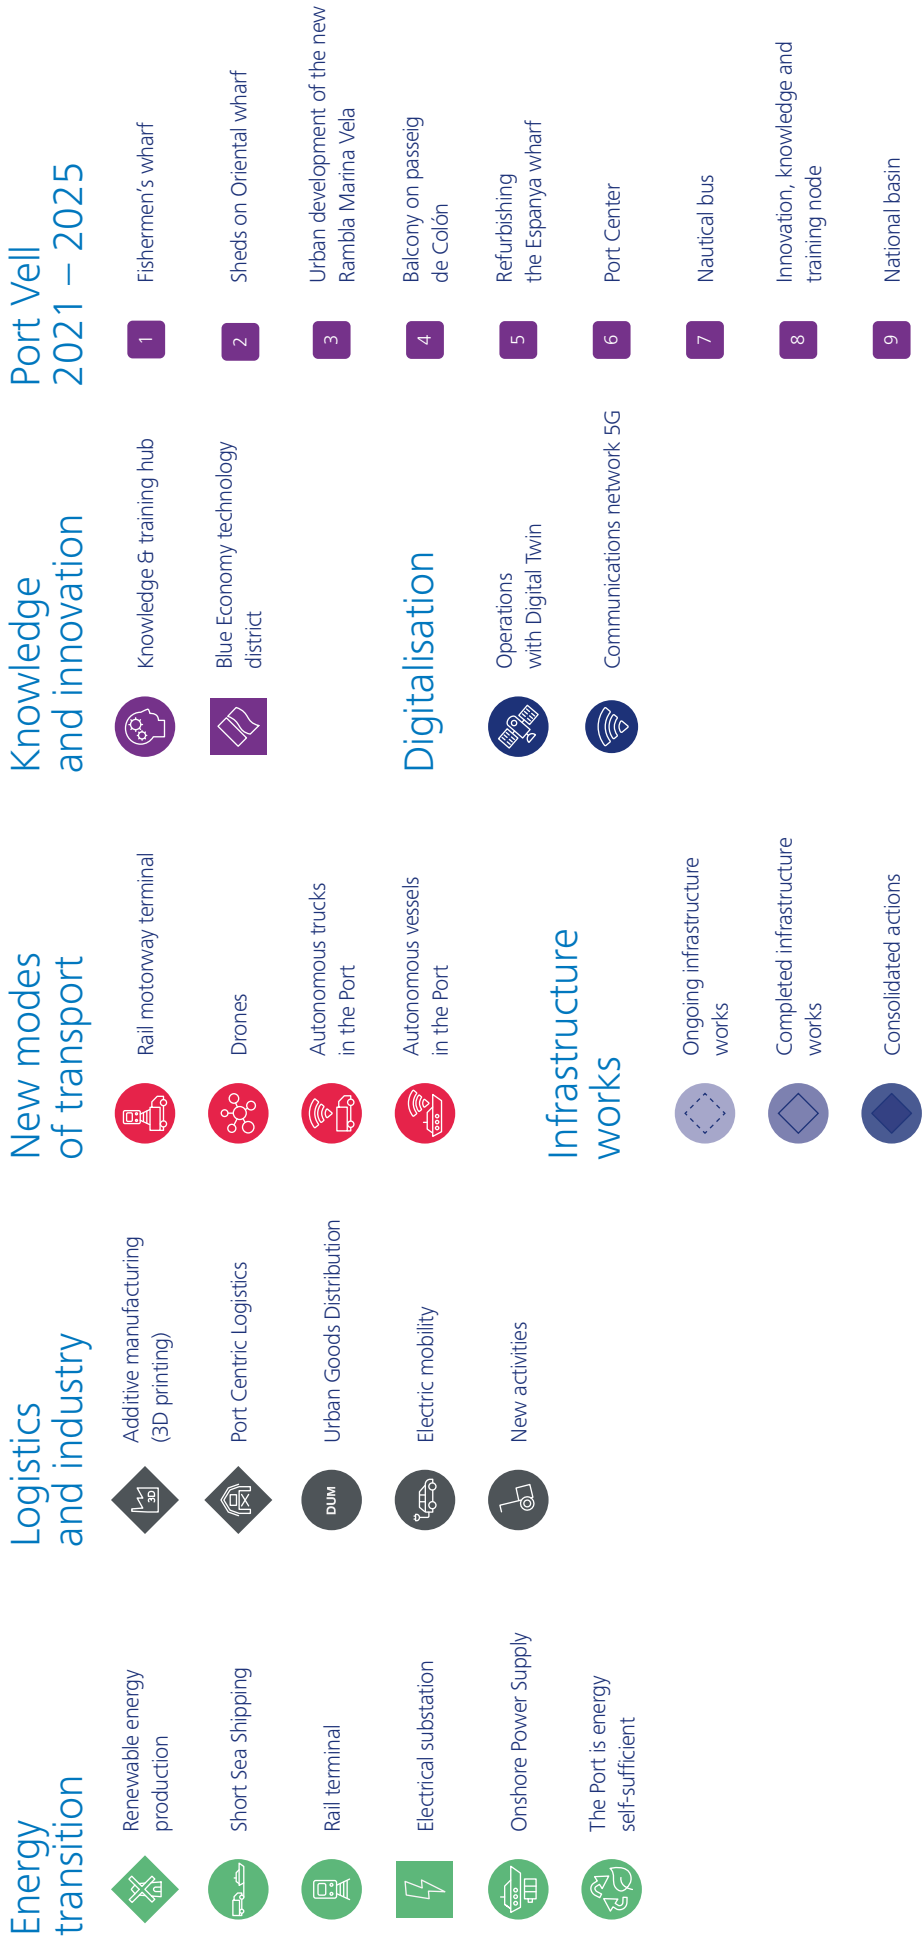 Energy
transition
Renewable energy
production
Short Sea Shipping
Rail terminal
Electrical substation
Onshore Power Supply
The Port is energy
self-sufficient
Logistics
and industry
3D
Additive manufacturing
(3D printing)
Port Centric Logistics
DUM
Urban Goods Distribution
Electric mobility
New activities
New modes
of transport
Rail motorway terminal
Drones
Autonomous trucks
in the Port
Autonomous vessels
in the Port
Infrastructure
works
Ongoing infrastructure
works
Completed infrastructure
works
Consolidated actions
Knowledge
and innovation
Knowledge & training hub
Blue Economy technology
district
Digitalisation
Operations
with Digital Twin
Communications network 5G
Port Vell
2021 – 2025
1 Fishermen’s wharf
2 Sheds on Oriental wharf
3 Urban development of the new
Rambla Marina Vela
4 Balcony on passeig
de Colón
5 Refurbishing
the Espanya wharf
6 Port Center
7 Nautical bus
8 Innovation, knowledge and
training node
9 National basin